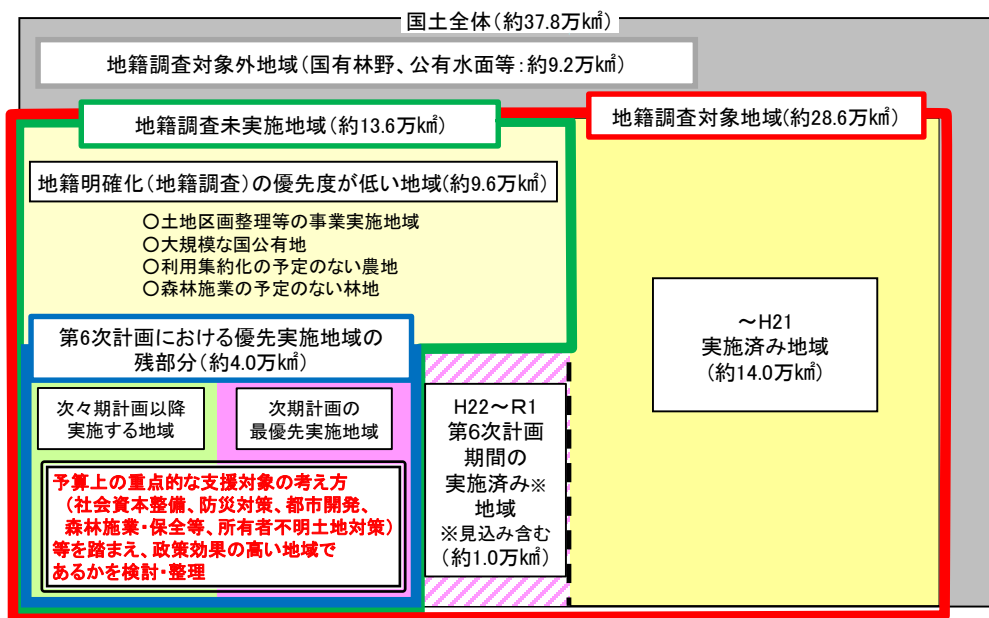 国土全体(約37.8万㎢)
地籍調査対象外地域(国有林野、公有水面等:約9.2万㎢)
地籍調査未実施地域(約13.6万㎢)
地籍調査対象地域(約28.6万㎢)
地籍明確化(地籍調査)の優先度が低い地域(約9.6万㎢)
○土地区画整理等の事業実施地域
○大規模な国公有地
○利用集約化の予定のない農地
○森林施業の予定のない林地
第6次計画における優先実施地域の
残部分(約4.0万㎢)
次々期計画以降
実施する地域
次期計画の
最優先実施地域
予算上の重点的な支援対象の考え方
(社会資本整備、防災対策、都市開発、
森林施業・保全等、所有者不明土地対策)
等を踏まえ、政策効果の高い地域で
あるかを検討・整理
H22~R1
第6次計画
期間の
実施済み※
地域
※見込み含む
(約1.0万㎢)
~H21
実施済み地域
(約14.0万㎢)